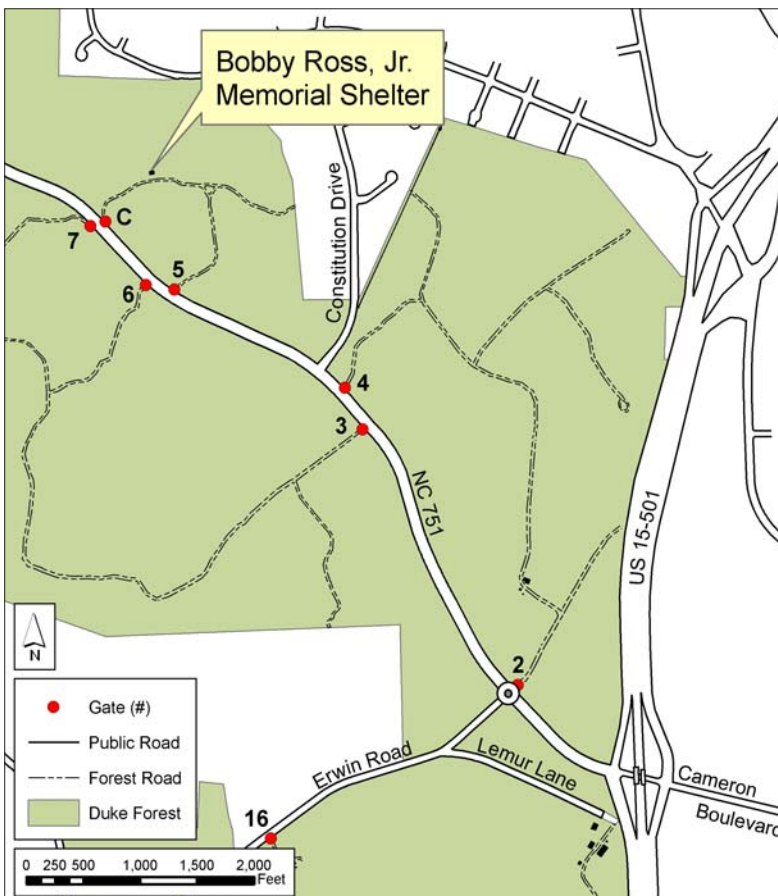 Bobby Ross, Jr.
Memorial Shelter
Constitution Drive
C
7
5
6
4
3
NC 751
US 15-501
N
2
Gate (#)
Public Road
Forest Road
Duke Forest
Erwin Road
Lemur Lane
Cameron
Boulevard
16
0 250 500 1,000 1,500 2,000
Feet